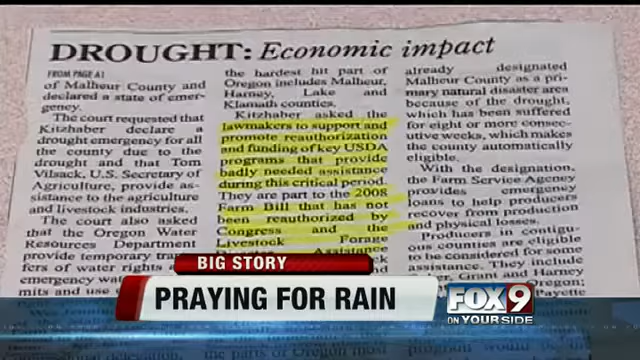 DROUGHT: Economic impact
FROM PAGE A1
of Malheur County and
declared a state of emer-
gency.
The court requested that
Kitzhaber declare a
drought emergency for all
the county due to the
drought and that Tom
Vilsack, U.S. Secretary of
Agriculture, provide as-
sistance to the agriculture
and livestock industries.
The court also asked
that the Oregon Water
Resources Department
provide temporary
fers of water rights
emergency
mits and use
the hardest hit part of
Oregon includes Malheur,
Harney, Lake and
Klamath counties.
Kitzhaber asked the
lawmakers to support and
promote reauthorization
and funding of key USDA
programs that provide
badly needed assistance
during this critical period.
They are part to the 2008
Farm Bill that has not
been reauthorized by
Congress and the
Livestock Forage
Assistance
already designated
Malheur County as a pri-
mary natural disaster area
because of the drought,
which has been suffered
for eight or more consec-
utive weeks, which makes
the county automatically
eligible.
With the designation,
the Farm Service Agency
provides emergency
loans to help producers
recover from production
and physical losses.
Producers in contigu-
ous counties are eligible
to be considered for some
assistance. They include
Grant and Harney
BIG STORY
PRAYING FOR RAIN
FOX 9
ON YOUR SIDE